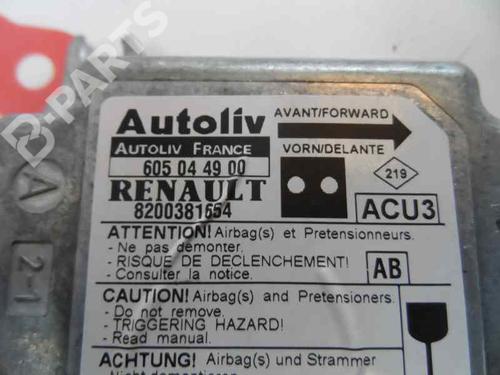 B-PARTS
Autoliv
AVANT/FORWARD
AUTOLIV FRANCE
VORN/DELANTE
605 04 49 00
RENAULT
219
8200381654
ACU3
ATTENTION! Airbag(s) et Pretensionneurs.
- Ne pas demonter.
- RISQUE DE DECLENCHEMENT!
- Consulter la notice.
AB
CAUTION! Airbag(s) and Pretensioners.
- Do not remove.
- TRIGGERING HAZARD!
- Read manual.
ACHTUNG! Airbag(s) und Strammer
- Nicht demontieren.
A
2-1